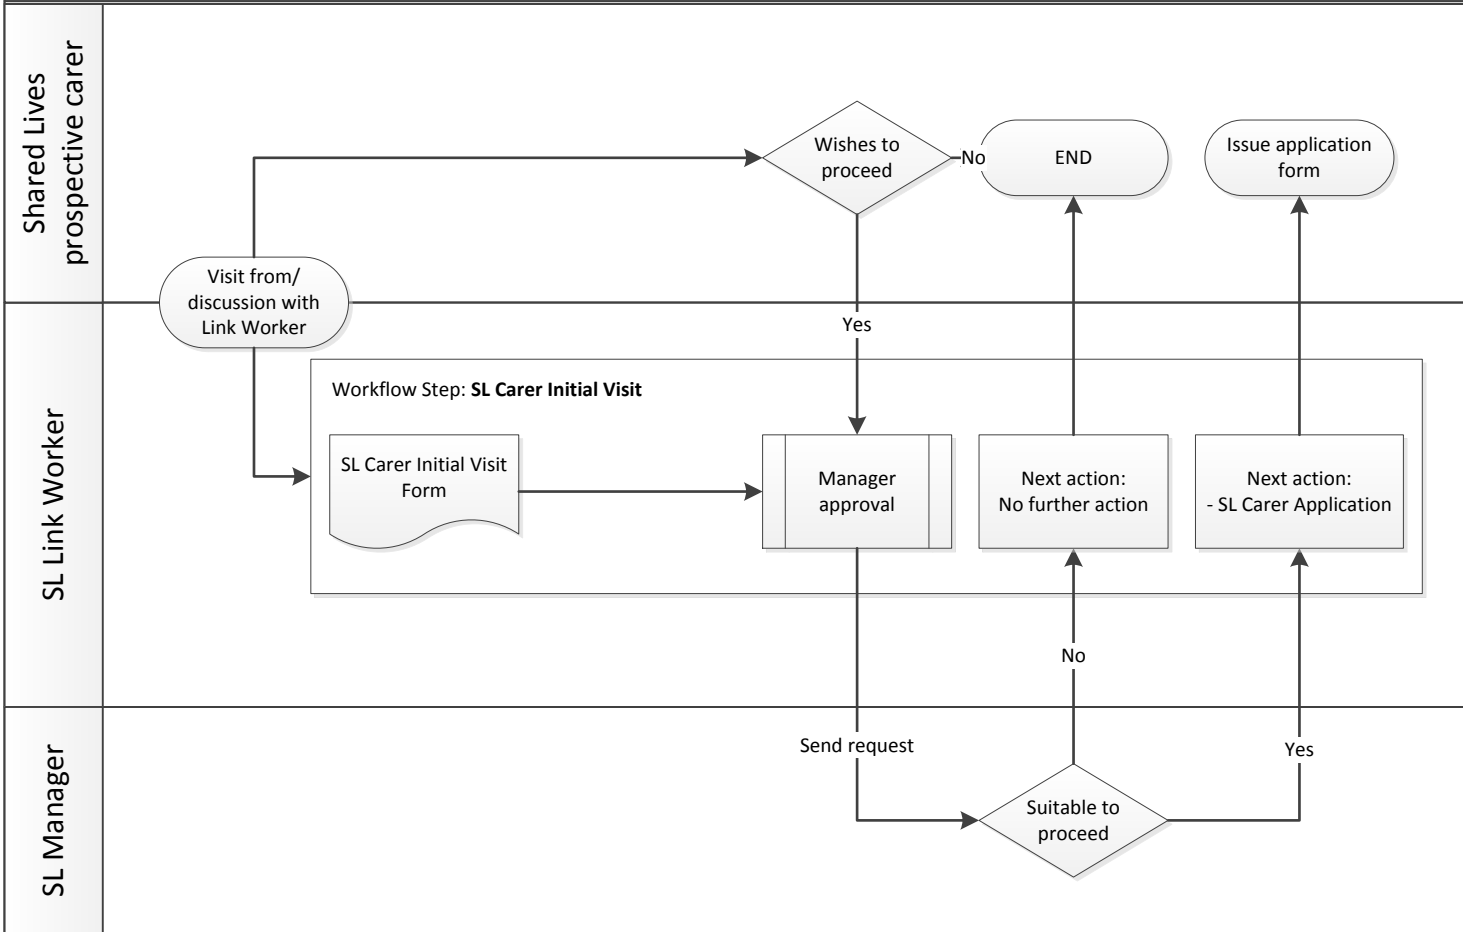 Shared Lives
prospective carer
Wishes to
proceed
No
END
Issue application
form
Visit from/
discussion with
Link Worker
Yes
SL Link Worker
Workflow Step: SL Carer Initial Visit
SL Carer Initial Visit
Form
Manager
approval
Next action:
No further action
Next action:
- SL Carer Application
No
SL Manager
Send request
Yes
Suitable to
proceed